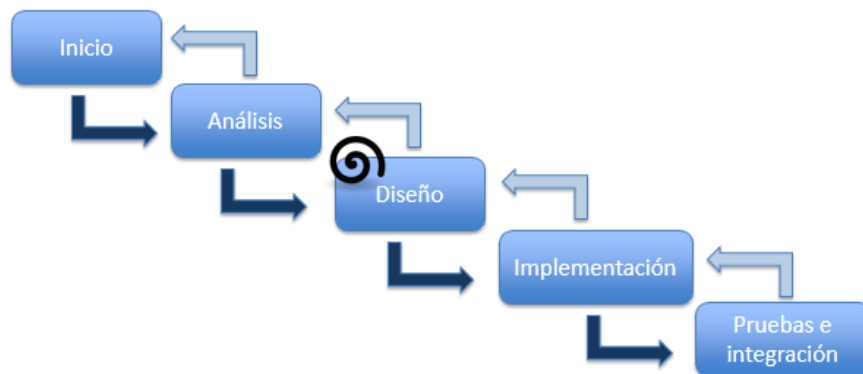 Inicio
Análisis
Diseño
Implementación
Pruebas e
integración